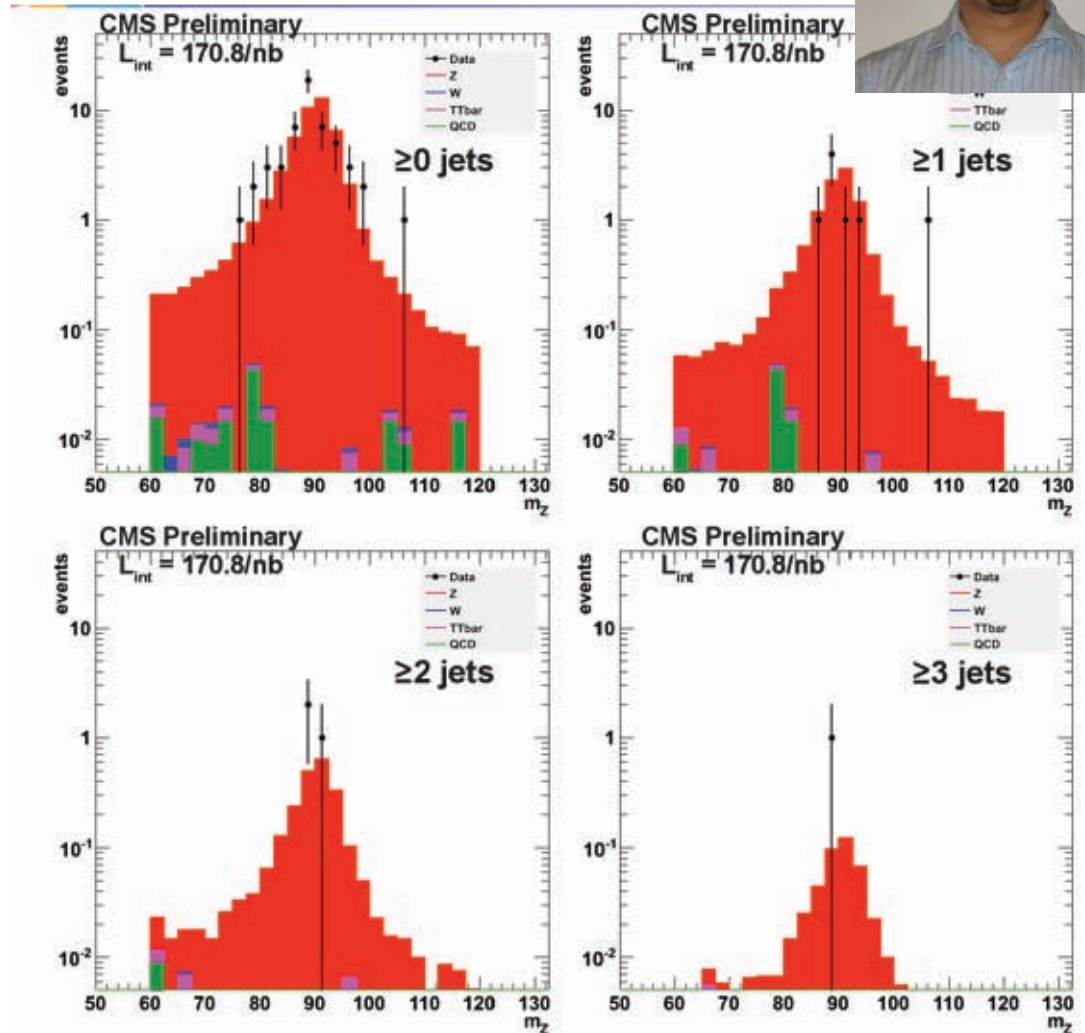 CMS Preliminary
L_int = 170.8/nb
events
10
1
10^-1
10^-2
Data
Z
W
TTbar
QCD
≥0 jets
50 60 70 80 90 100 110 120 130
m_Z
CMS Preliminary
L_int = 170.8/nb
events
10
1
10^-1
10^-2
TTbar
QCD
≥1 jets
50 60 70 80 90 100 110 120 130
m_Z
CMS Preliminary
L_int = 170.8/nb
events
10
1
10^-1
10^-2
Data
Z
W
TTbar
QCD
≥2 jets
50 60 70 80 90 100 110 120 130
m_Z
CMS Preliminary
L_int = 170.8/nb
events
10
1
10^-1
10^-2
Data
Z
W
TTbar
QCD
≥3 jets
50 60 70 80 90 100 110 120 130
m_Z